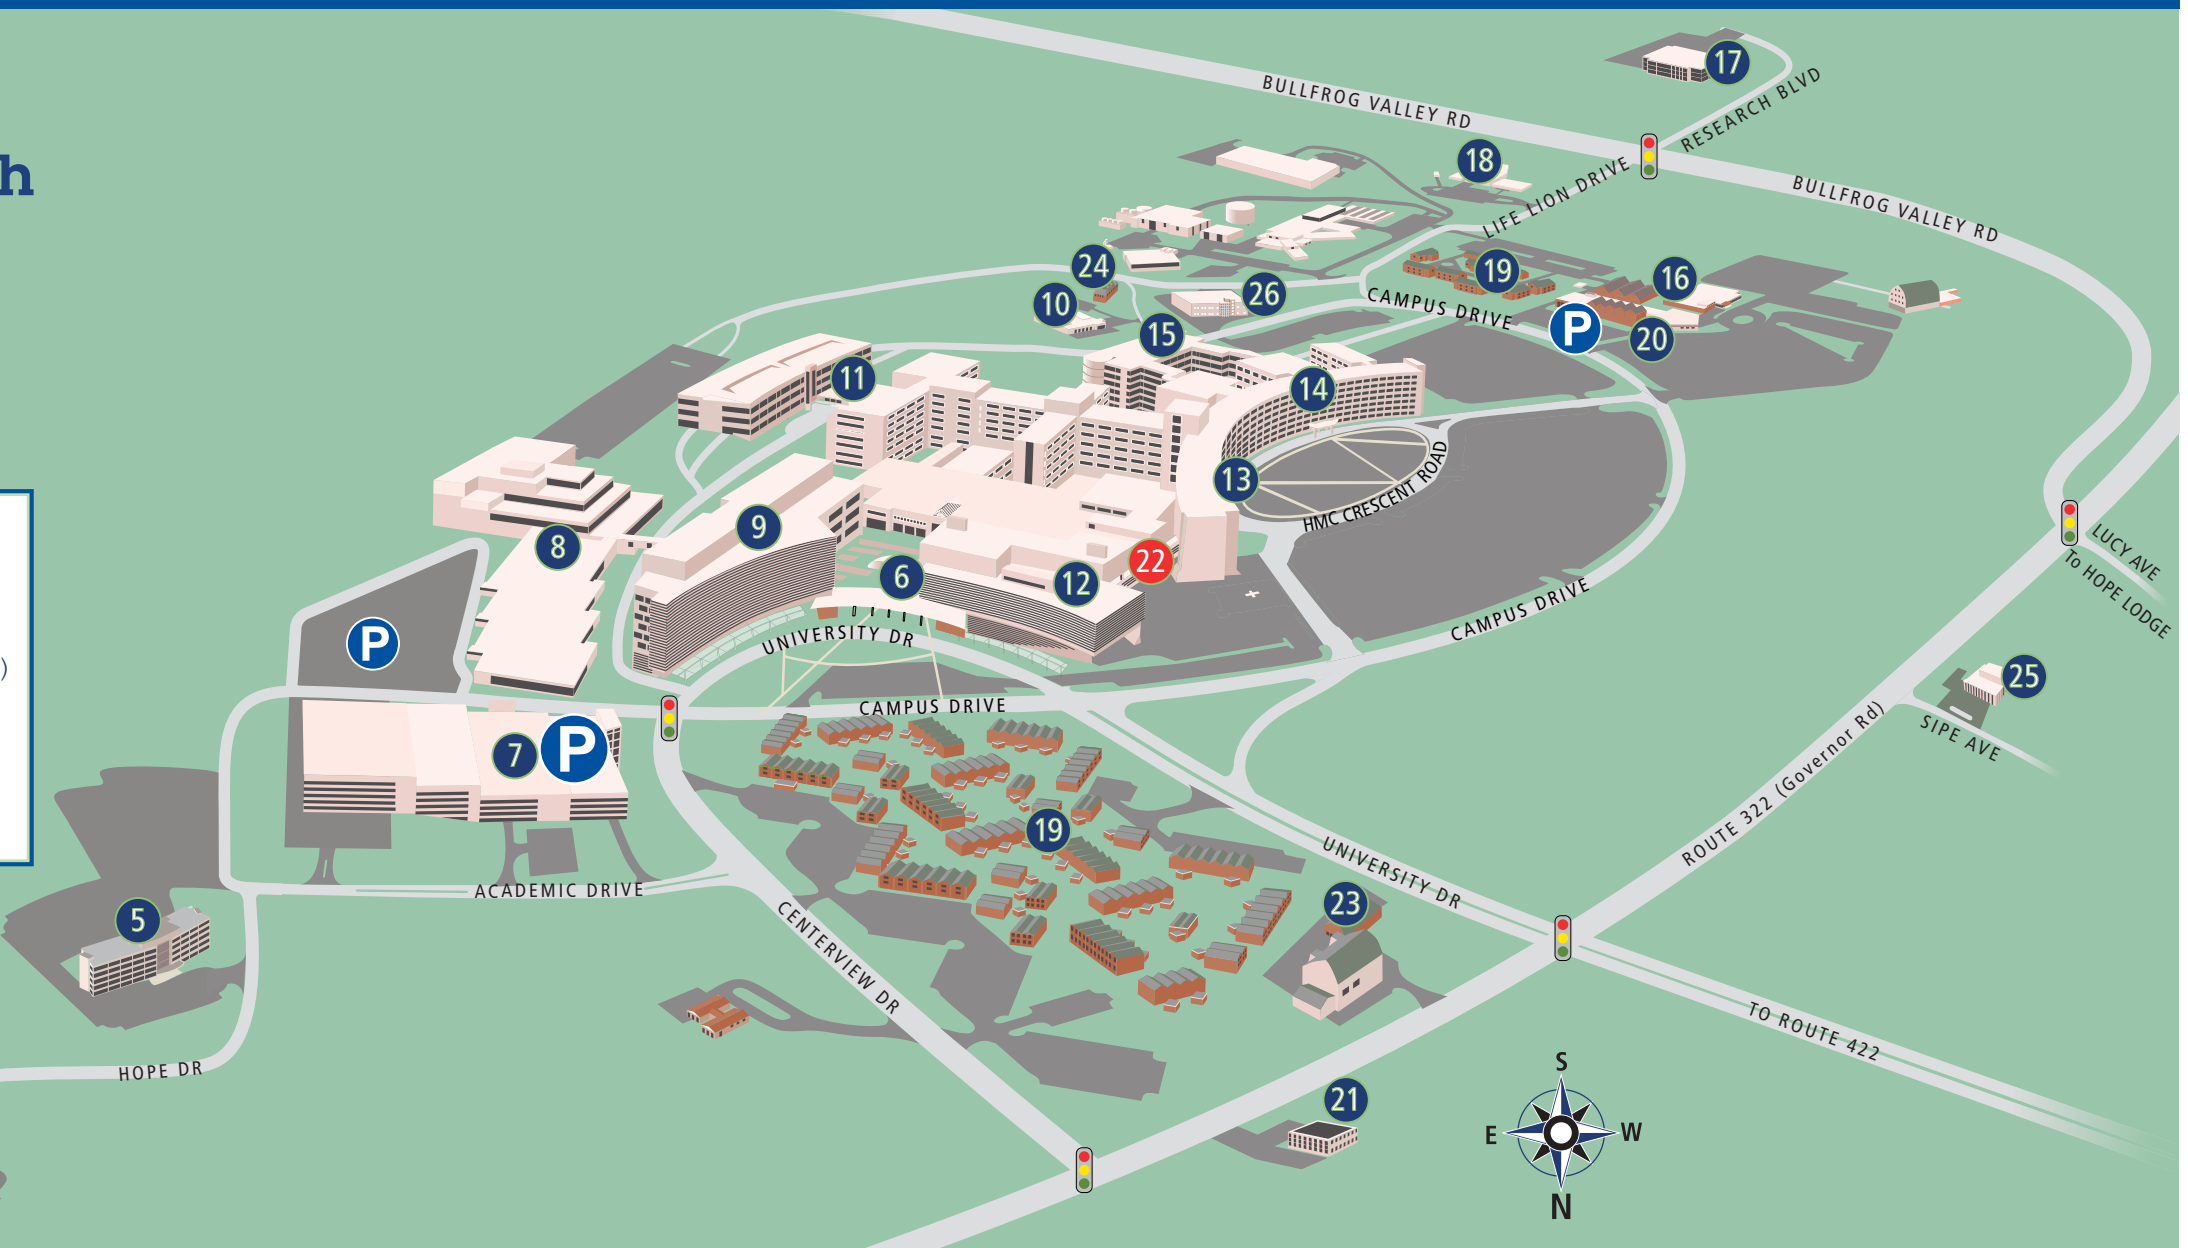 17
BULLFROG VALLEY RD
RESEARCH BLVD
h
18
LIFE LION DRIVE
BULLFROG VALLEY RD
24
19
16
10
26
CAMPUS DRIVE
P
15
20
11
14
13
HMC CRESCENT ROAD
9
8
LUCY AVE
To HOPE LODGE
22
6
12
CAMPUS DRIVE
P
UNIVERSITY DR
)
25
CAMPUS DRIVE
SIPE AVE
7
P
ROUTE 322 (Governor Rd)
19
UNIVERSITY DR
ACADEMIC DRIVE
5
23
CENTERVIEW DR
TO ROUTE 422
HOPE DR
21
S
E
W
N